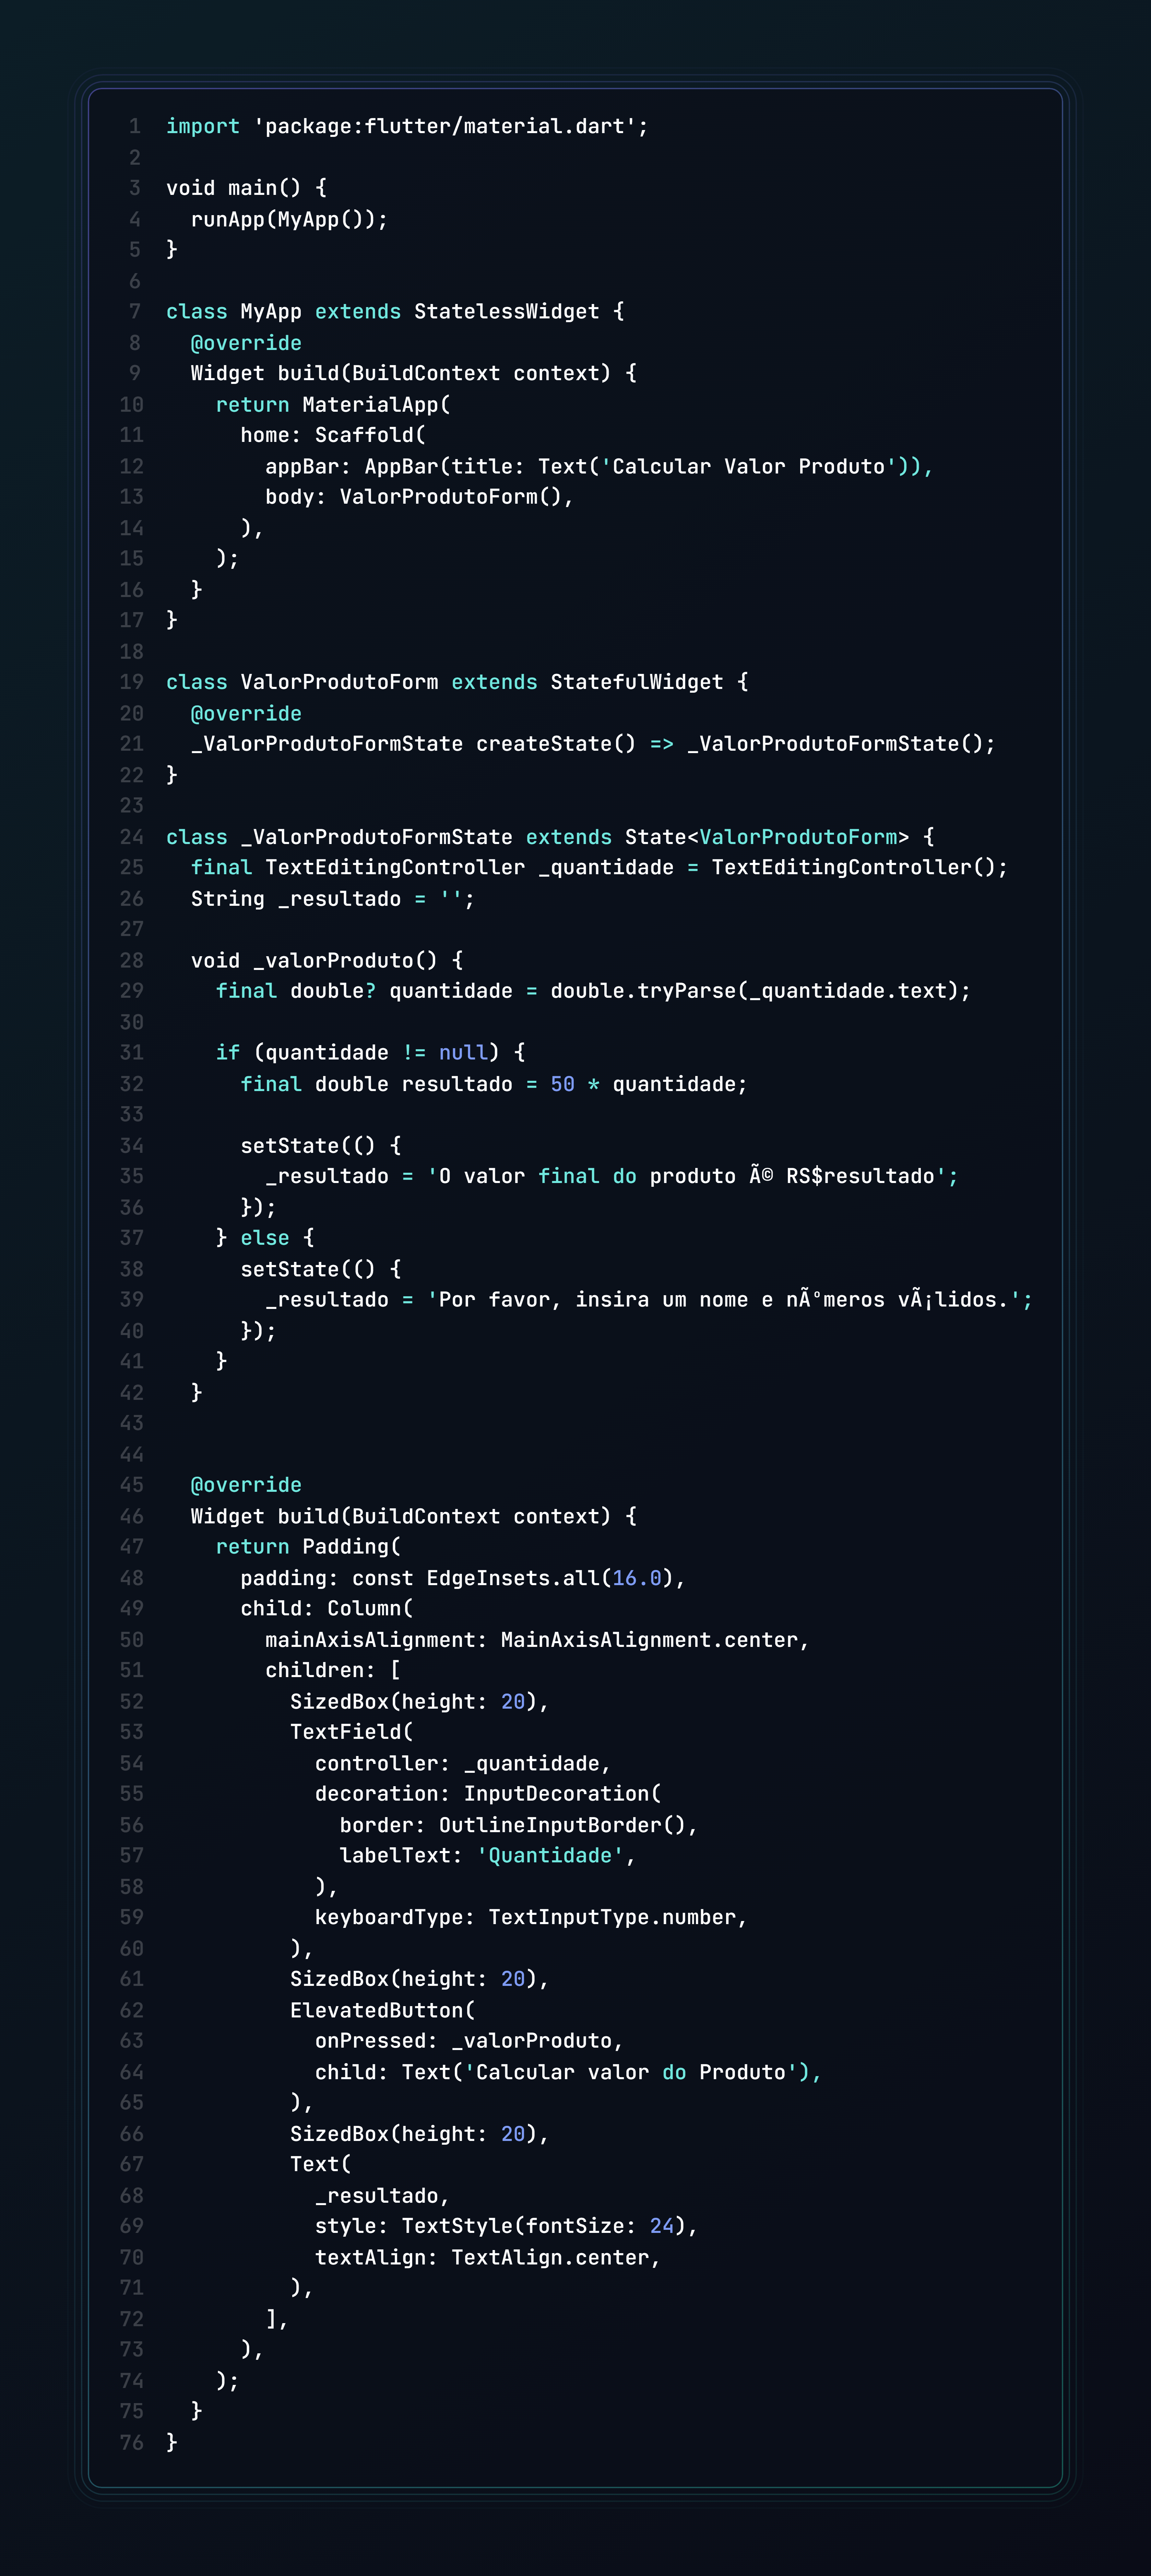 1 import 'package:flutter/material.dart';
2
3 void main() {
4   runApp(MyApp());
5 }
6
7 class MyApp extends StatelessWidget {
8   @override
9   Widget build(BuildContext context) {
10     return MaterialApp(
11       home: Scaffold(
12         appBar: AppBar(title: Text('Calcular Valor Produto')),
13         body: ValorProdutoForm(),
14       ),
15     );
16   }
17 }
18
19 class ValorProdutoForm extends StatefulWidget {
20   @override
21   _ValorProdutoFormState createState() => _ValorProdutoFormState();
22 }
23
24 class _ValorProdutoFormState extends State<ValorProdutoForm> {
25   final TextEditingController _quantidade = TextEditingController();
26   String _resultado = '';
27
28   void _valorProduto() {
29     final double? quantidade = double.tryParse(_quantidade.text);
30
31     if (quantidade != null) {
32       final double resultado = 50 * quantidade;
33
34       setState(() {
35         _resultado = 'O valor final do produto Ã© RS$resultado';
36       });
37     } else {
38       setState(() {
39         _resultado = 'Por favor, insira um nome e nÃºmeros vÃ¡lidos.';
40       });
41     }
42   }
43
44
45   @override
46   Widget build(BuildContext context) {
47     return Padding(
48       padding: const EdgeInsets.all(16.0),
49       child: Column(
50         mainAxisAlignment: MainAxisAlignment.center,
51         children: [
52           SizedBox(height: 20),
53           TextField(
54             controller: _quantidade,
55             decoration: InputDecoration(
56               border: OutlineInputBorder(),
57               labelText: 'Quantidade',
58             ),
59             keyboardType: TextInputType.number,
60           ),
61           SizedBox(height: 20),
62           ElevatedButton(
63             onPressed: _valorProduto,
64             child: Text('Calcular valor do Produto'),
65           ),
66           SizedBox(height: 20),
67           Text(
68             _resultado,
69             style: TextStyle(fontSize: 24),
70             textAlign: TextAlign.center,
71           ),
72         ],
73       ),
74     );
75   }
76 }